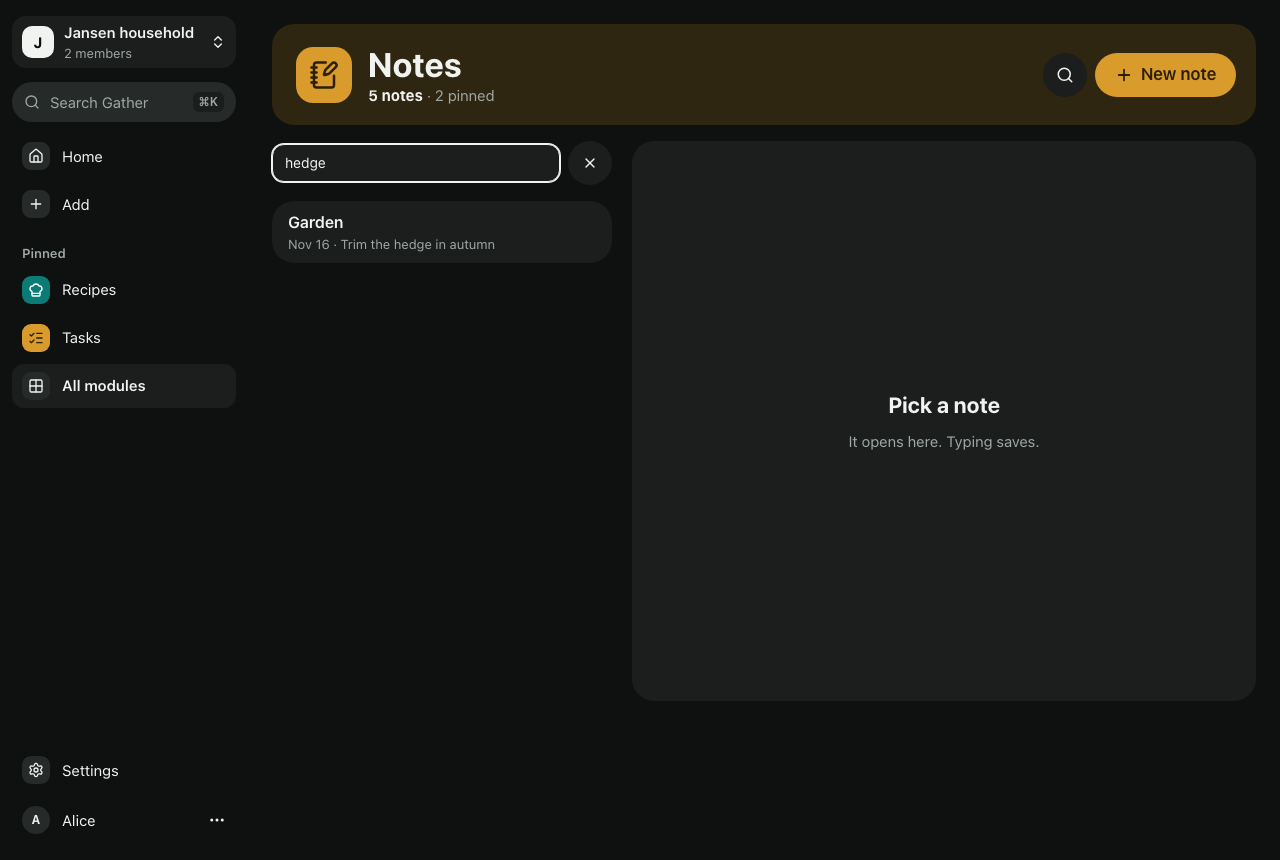 J
Jansen household
2 members
Search Gather
⌘K
Home
Add
Pinned
Recipes
Tasks
All modules
Settings
A
Alice
Notes
5 notes · 2 pinned
New note
hedge
Garden
Nov 16 · Trim the hedge in autumn
Pick a note
It opens here. Typing saves.